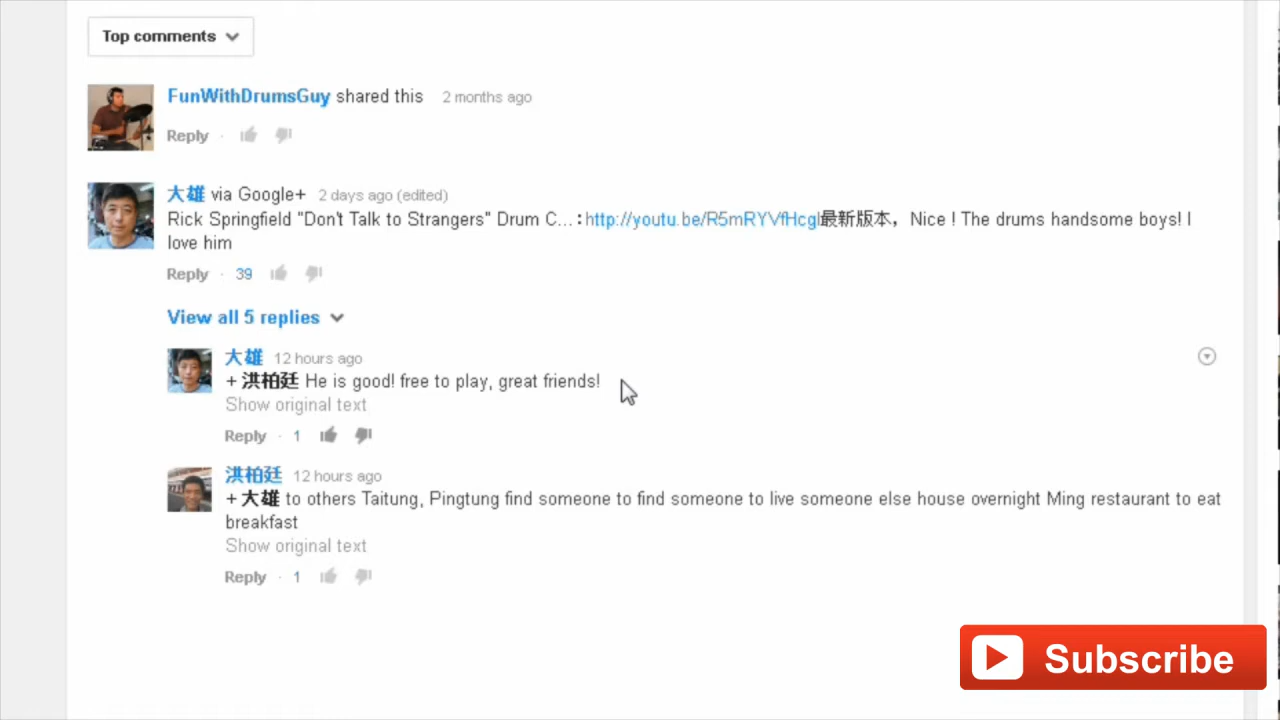 Top comments
FunWithDrumsGuy shared this 2 months ago
Reply ·
大雄 via Google+ 2 days ago (edited)
Rick Springfield "Don't Talk to Strangers" Drum C...：http://youtu.be/R5mRYVfHcgI最新版本，Nice ! The drums handsome boys! I
love him
Reply · 39
View all 5 replies
大雄 12 hours ago
+洪柏廷 He is good! free to play, great friends!
Show original text
Reply · 1
洪柏廷 12 hours ago
+大雄 to others Taitung, Pingtung find someone to find someone to live someone else house overnight Ming restaurant to eat
breakfast
Show original text
Reply · 1
Subscribe